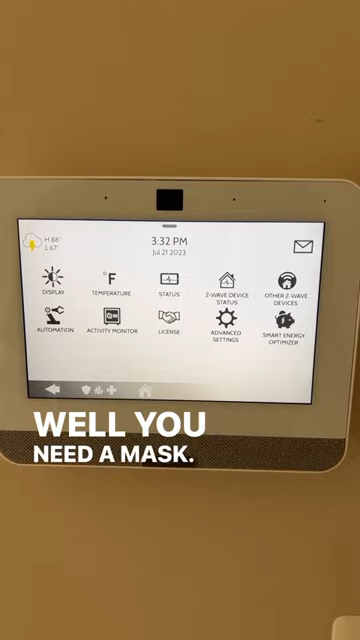 H 88°
L 67°
3:32 PM
Jul 21 2023
DISPLAY
°F
TEMPERATURE
STATUS
Z-WAVE DEVICE
STATUS
OTHER Z-WAVE
DEVICES
AUTOMATION
ACTIVITY MONITOR
LICENSE
ADVANCED
SETTINGS
SMART ENERGY
OPTIMIZER
WELL YOU
NEED A MASK.